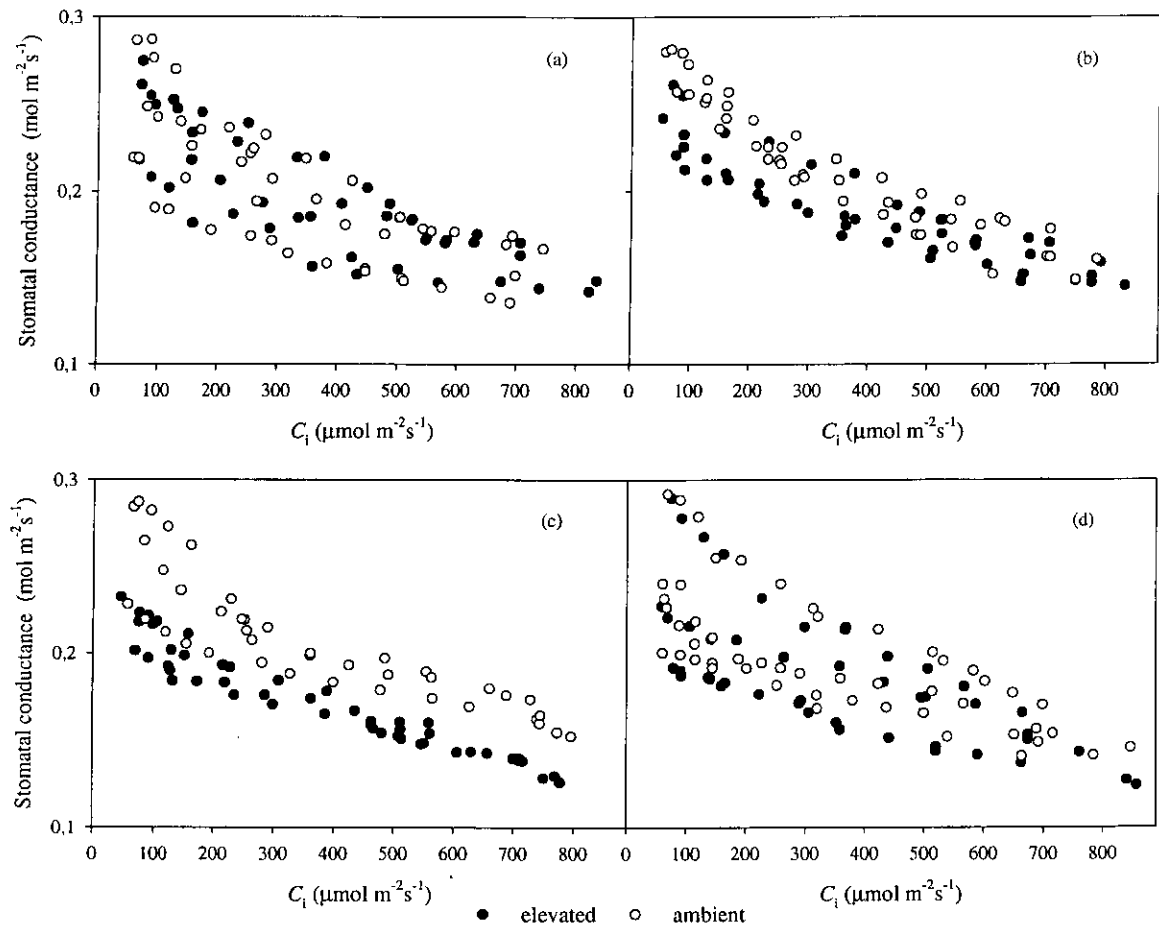 (a)
(b)
Stomatal conductance (mol m⁻²s⁻¹)
0,3
0,2
0,1
0 100 200 300 400 500 600 700 800 0 100 200 300 400 500 600 700 800
Cᵢ (μmol m⁻²s⁻¹) Cᵢ (μmol m⁻²s⁻¹)
(c)
(d)
Stomatal conductance (mol m⁻²s⁻¹)
0,3
0,2
0,1
0 100 200 300 400 500 600 700 800 0 100 200 300 400 500 600 700 800
Cᵢ (μmol m⁻²s⁻¹) Cᵢ (μmol m⁻²s⁻¹)
elevated ambient